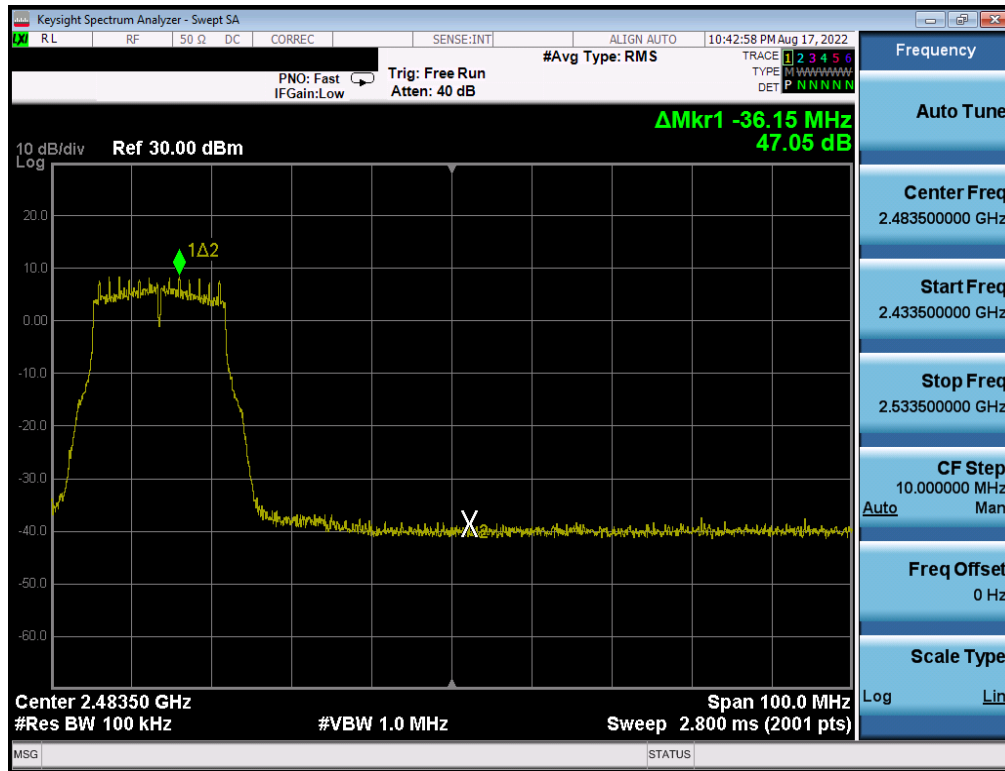 Keysight Spectrum Analyzer - Swept SA
LXI RL RF 50 Ω DC CORREC SENSE:INT ALIGN AUTO 10:42:58 PM Aug 17, 2022
PNO: Fast
IFGain:Low
Trig: Free Run
Atten: 40 dB
#Avg Type: RMS
TRACE 1 2 3 4 5 6
TYPE M W W W W W
DET P N N N N N
ΔMkr1 -36.15 MHz
47.05 dB
10 dB/div
Log
Ref 30.00 dBm
20.0
10.0
0.00
-10.0
-20.0
-30.0
-40.0
-50.0
-60.0
1Δ2
X2
Center 2.48350 GHz
#Res BW 100 kHz
#VBW 1.0 MHz
Span 100.0 MHz
Sweep 2.800 ms (2001 pts)
MSG
STATUS
Frequency
Auto Tune
Center Freq
2.483500000 GHz
Start Freq
2.433500000 GHz
Stop Freq
2.533500000 GHz
CF Step
10.000000 MHz
Auto Man
Freq Offset
0 Hz
Scale Type
Log Lin